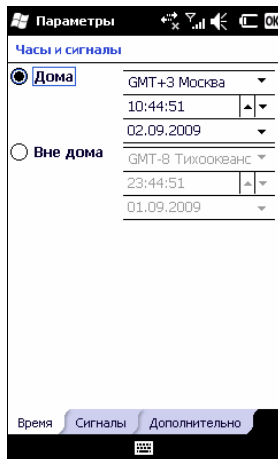 Параметры
OK
Часы и сигналы
Дома
GMT+3 Москва
10:44:51
02.09.2009
Вне дома
GMT-8 Тихоокеанс
23:44:51
01.09.2009
Время Сигналы Дополнительно